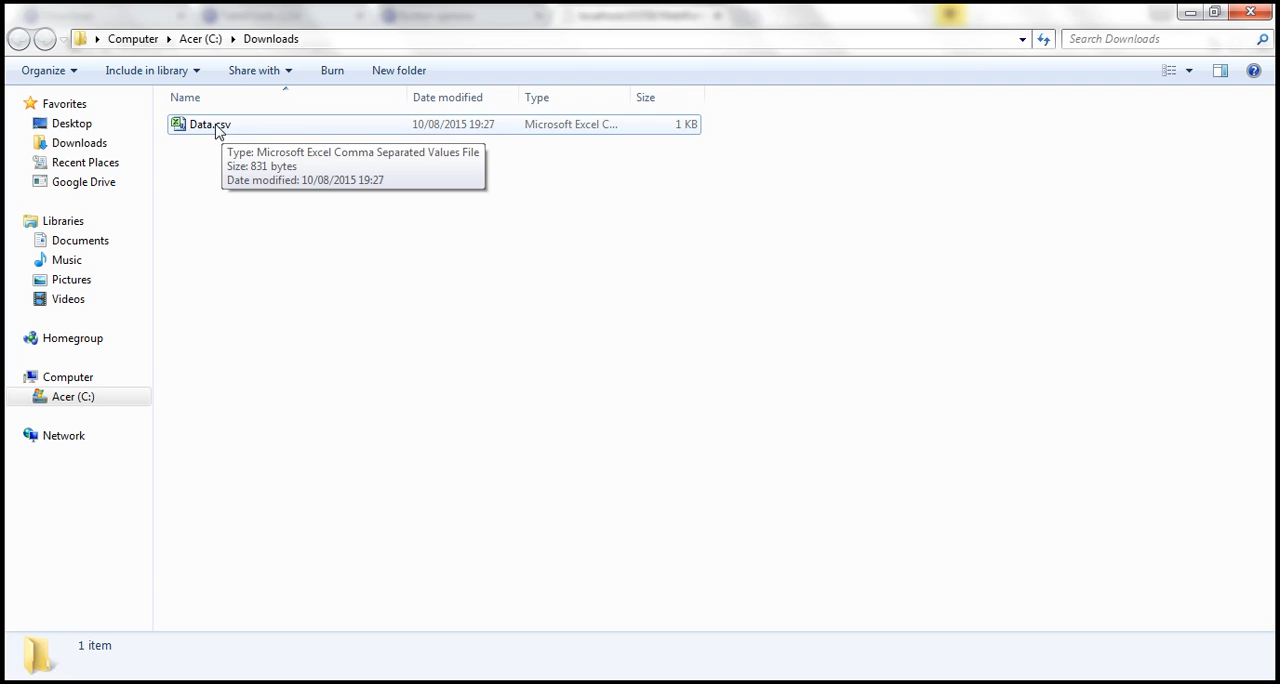 Computer Acer (C:) Downloads Search Downloads
Organize Include in library Share with Burn New folder
Name Date modified Type Size
Favorites
Desktop
Downloads
Recent Places
Google Drive
Libraries
Documents
Music
Pictures
Videos
Homegroup
Computer
Acer (C:)
Network
Data.csv 10/08/2015 19:27 Microsoft Excel C... 1 KB
Type: Microsoft Excel Comma Separated Values File
Size: 831 bytes
Date modified: 10/08/2015 19:27
1 item